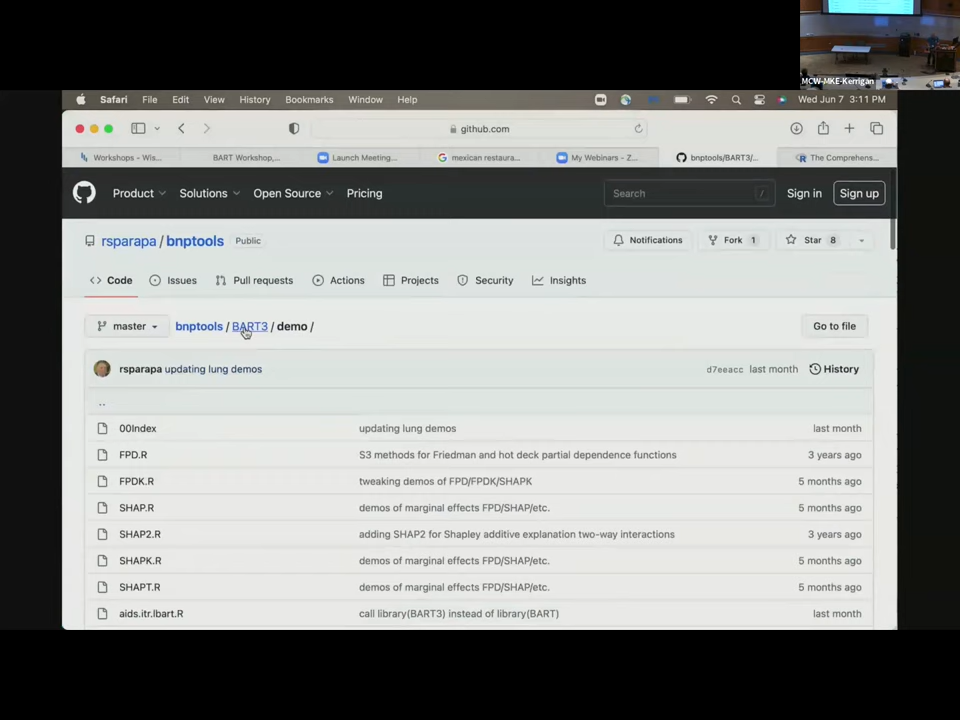 MCW-MKE-Kerrigan
Safari File Edit View History Bookmarks Window Help Wed Jun 7 3:11 PM
github.com
Workshops - Wis... BART Workshop,... Launch Meeting... mexican restaura... My Webinars - Z... bnptools/BART3/... The Comprehens...
Product Solutions Open Source Pricing Search / Sign in Sign up
rsparapa / bnptools Public Notifications Fork 1 Star 8
Code Issues Pull requests Actions Projects Security Insights
master bnptools / BART3 / demo / Go to file
rsparapa updating lung demos d7eeacc last month History
..
00Index updating lung demos last month
FPD.R S3 methods for Friedman and hot deck partial dependence functions 3 years ago
FPDK.R tweaking demos of FPD/FPDK/SHAPK 5 months ago
SHAP.R demos of marginal effects FPD/SHAP/etc. 5 months ago
SHAP2.R adding SHAP2 for Shapley additive explanation two-way interactions 3 years ago
SHAPK.R demos of marginal effects FPD/SHAP/etc. 5 months ago
SHAPT.R demos of marginal effects FPD/SHAP/etc. 5 months ago
aids.itr.lbart.R call library(BART3) instead of library(BART) last month